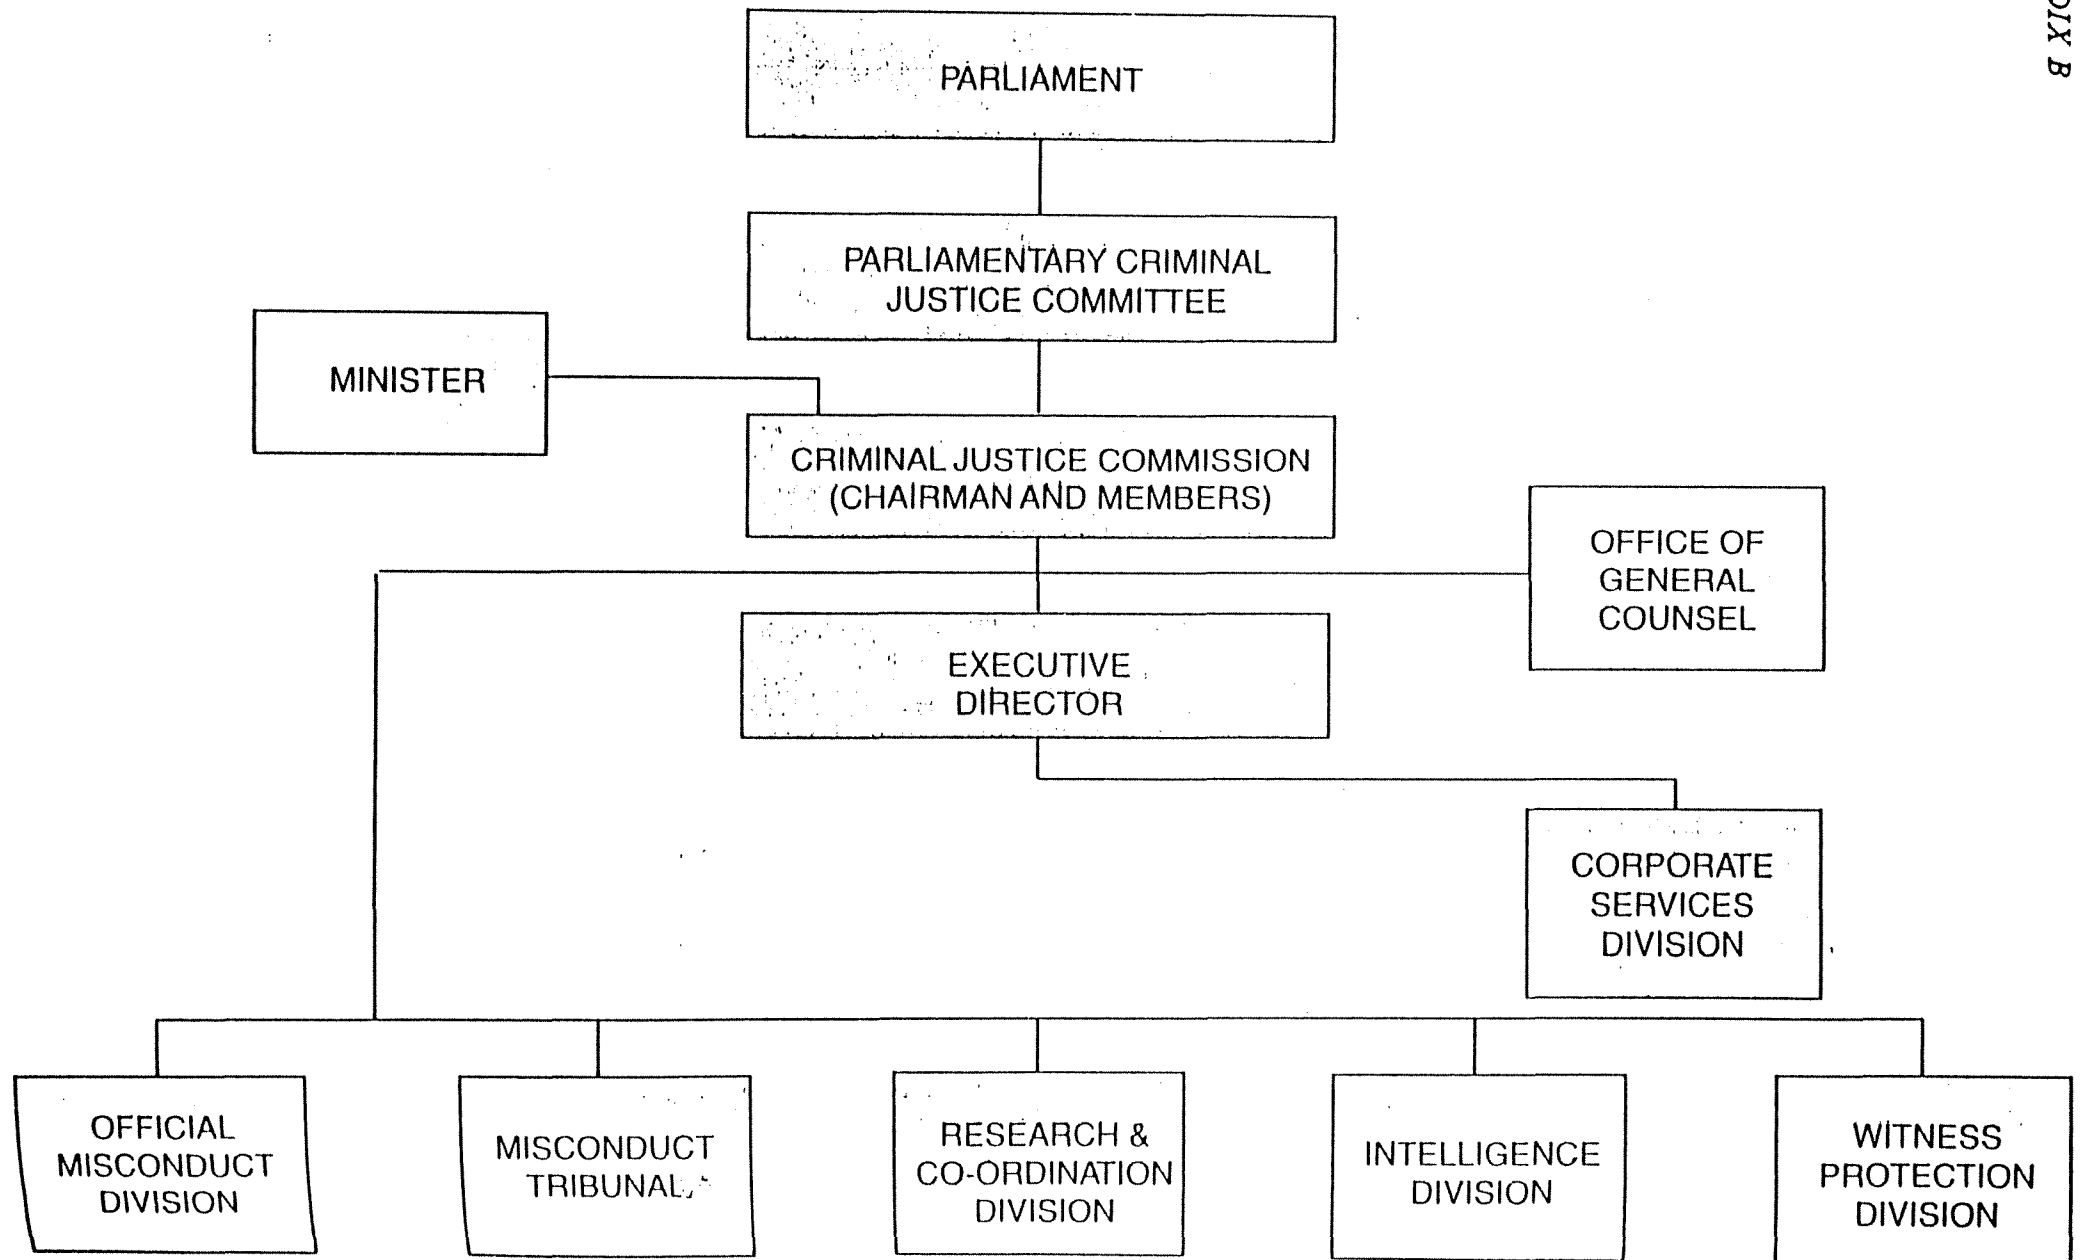 DIX B
PARLIAMENT
PARLIAMENTARY CRIMINAL
JUSTICE COMMITTEE
MINISTER
CRIMINAL JUSTICE COMMISSION
(CHAIRMAN AND MEMBERS)
OFFICE OF
GENERAL
COUNSEL
EXECUTIVE
DIRECTOR
CORPORATE
SERVICES
DIVISION
OFFICIAL
MISCONDUCT
DIVISION
MISCONDUCT
TRIBUNAL
RESEARCH &
CO-ORDINATION
DIVISION
INTELLIGENCE
DIVISION
WITNESS
PROTECTION
DIVISION